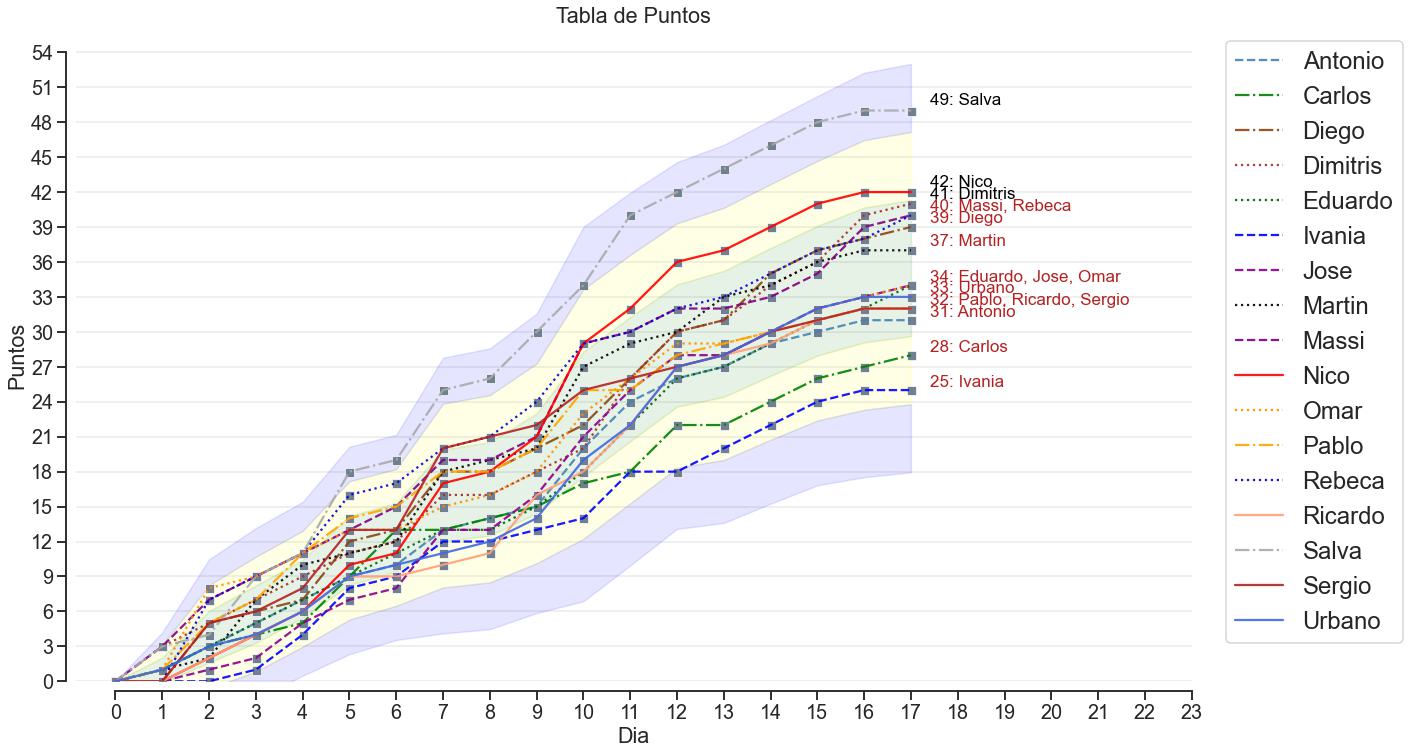 Tabla de Puntos
Puntos
54
51
48
45
42
39
36
33
30
27
24
21
18
15
12
9
6
3
0
49: Salva
42: Nico
41: Dimitris
40: Massi, Rebeca
39: Diego
37: Martin
34: Eduardo, Jose, Omar
33: Urbano
32: Pablo, Ricardo, Sergio
31: Antonio
28: Carlos
25: Ivania
0 1 2 3 4 5 6 7 8 9 10 11 12 13 14 15 16 17 18 19 20 21 22 23
Dia
Antonio
Carlos
Diego
Dimitris
Eduardo
Ivania
Jose
Martin
Massi
Nico
Omar
Pablo
Rebeca
Ricardo
Salva
Sergio
Urbano